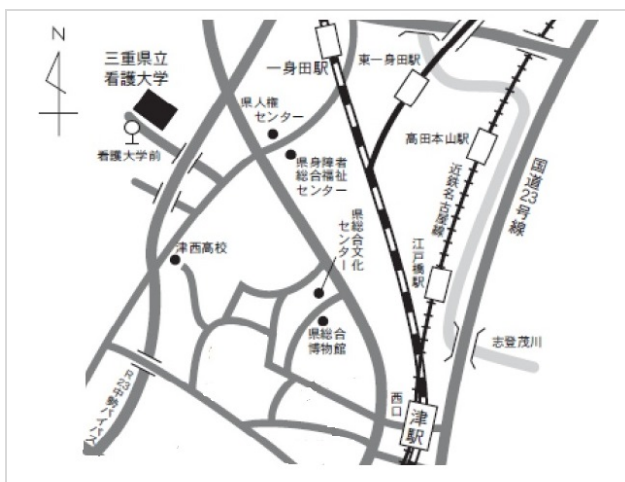 N
三重県立
看護大学
看護大学前
一身田駅
東一身田駅
県人権
センター
県身障者
総合福祉
センター
高田本山駅
近鉄名古屋線
国道23号線
津西高校
県総合文化
センター
江戸橋駅
県総合
博物館
志登茂川
R23中勢バイパス
西口
津駅